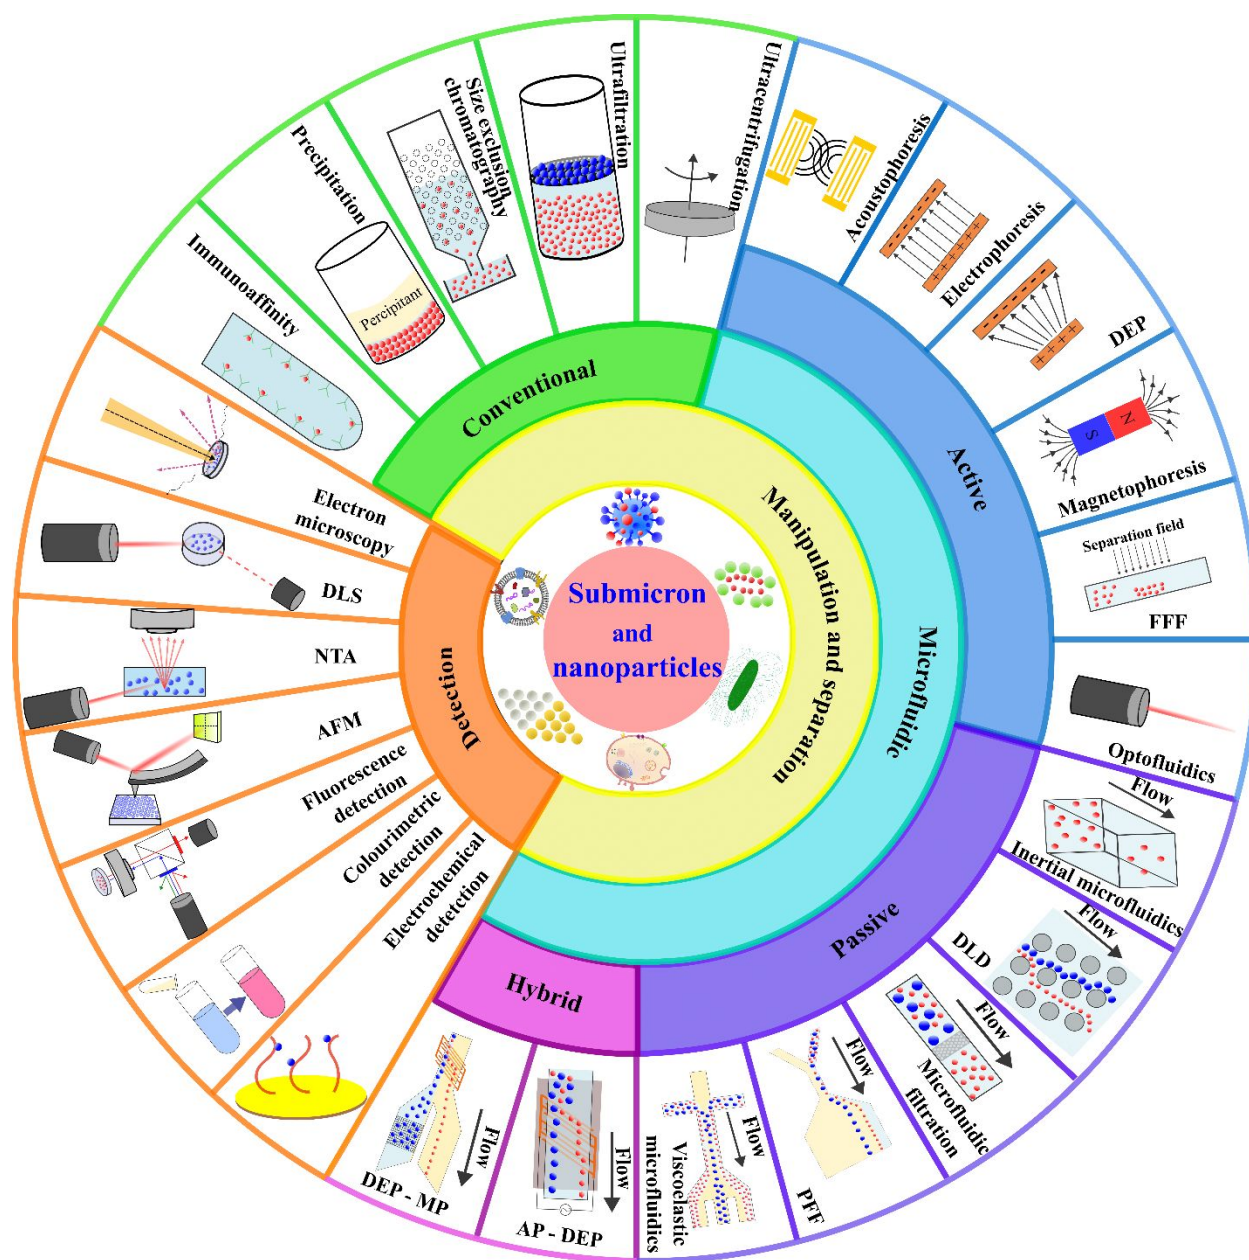 Submicron
and
nanoparticles
Manipulation and separation
Detection
Conventional
Microfluidic
Active
Passive
Hybrid
Immunoaffinity
Precipitation
Percipitant
Size exclusion
chromatography
Ultrafiltration
Ultracentrifugation
Acoustophoresis
Electrophoresis
+ + + + +
DEP
+ + + +
Magnetophoresis
S
N
Separation field
FFF
Optofluidics
Flow
Inertial microfluidics
Flow
DLD
Flow
Microfluidic
filtration
Flow
PFF
Flow
Viscoelastic
microfluidics
Flow
AP - DEP
Flow
DEP - MP
Electrochemical
detetction
Colourimetric
detection
Fluorescence
detection
AFM
NTA
DLS
Electron
microscopy